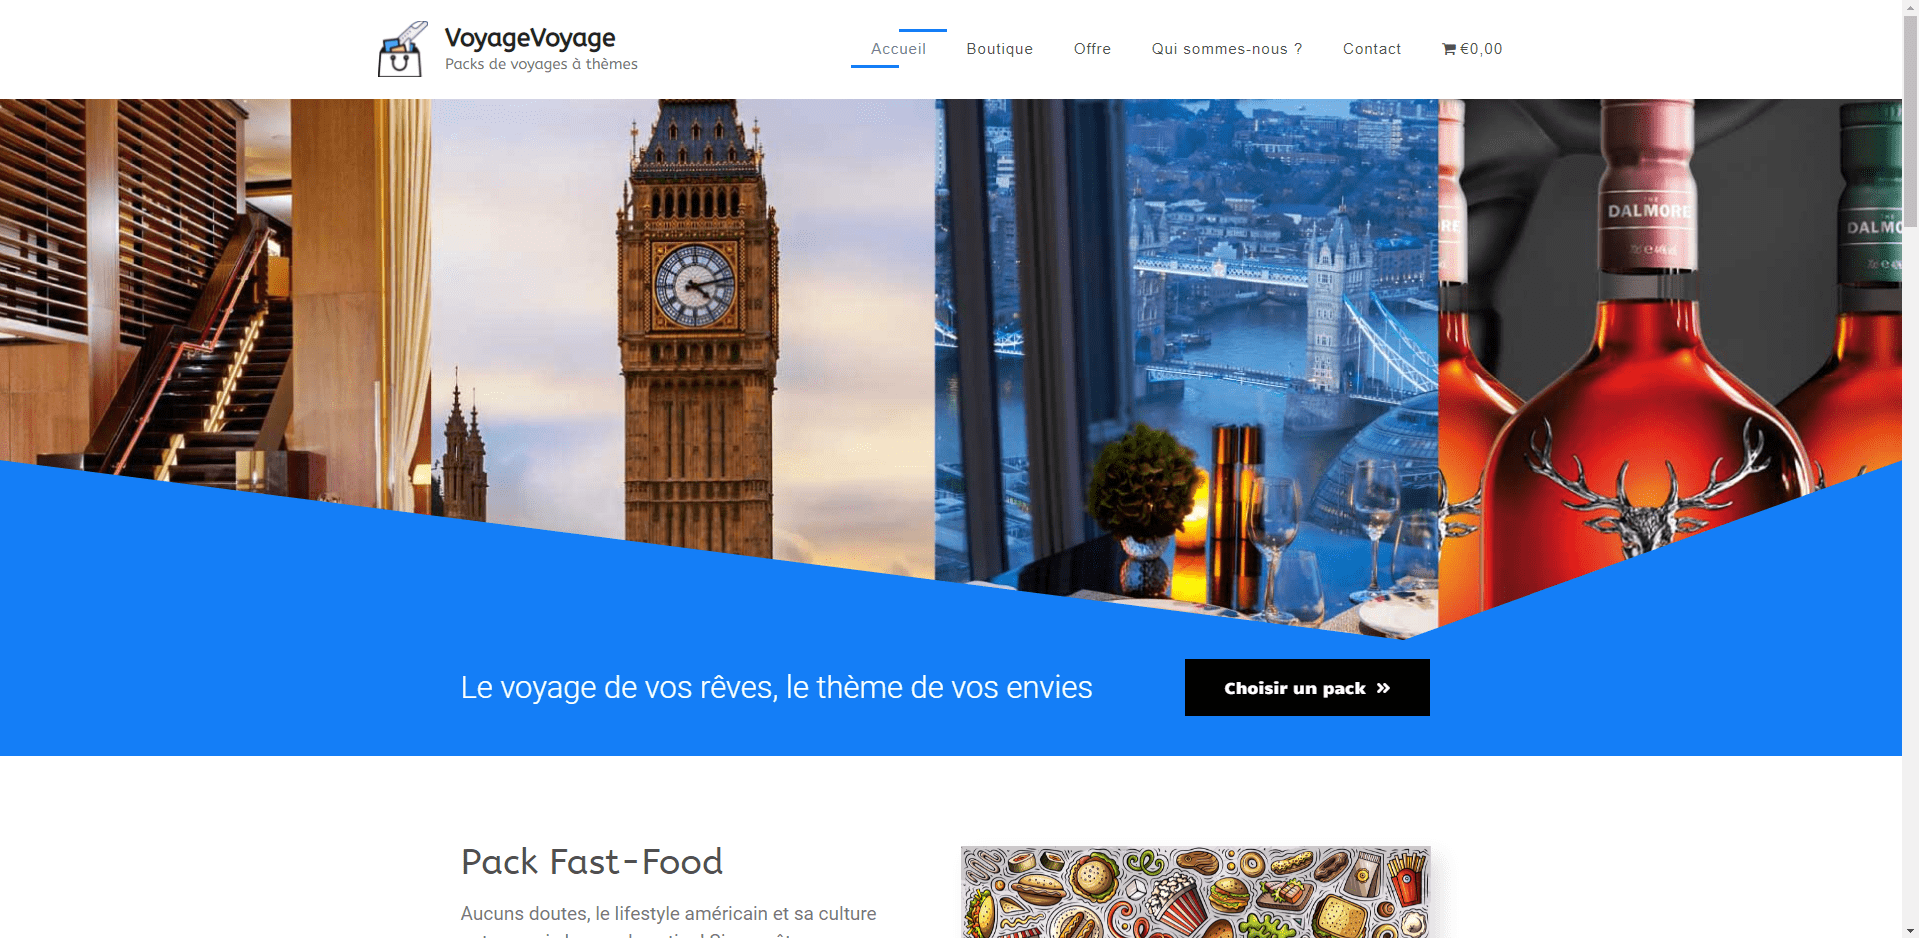 VoyageVoyage
Packs de voyages à thèmes
Accueil
Boutique
Offre
Qui sommes-nous ?
Contact
€0,00
THE
DALMORE
THE
Le voyage de vos rêves, le thème de vos envies
Choisir un pack »
Pack Fast-Food
Aucuns doutes, le lifestyle américain et sa culture